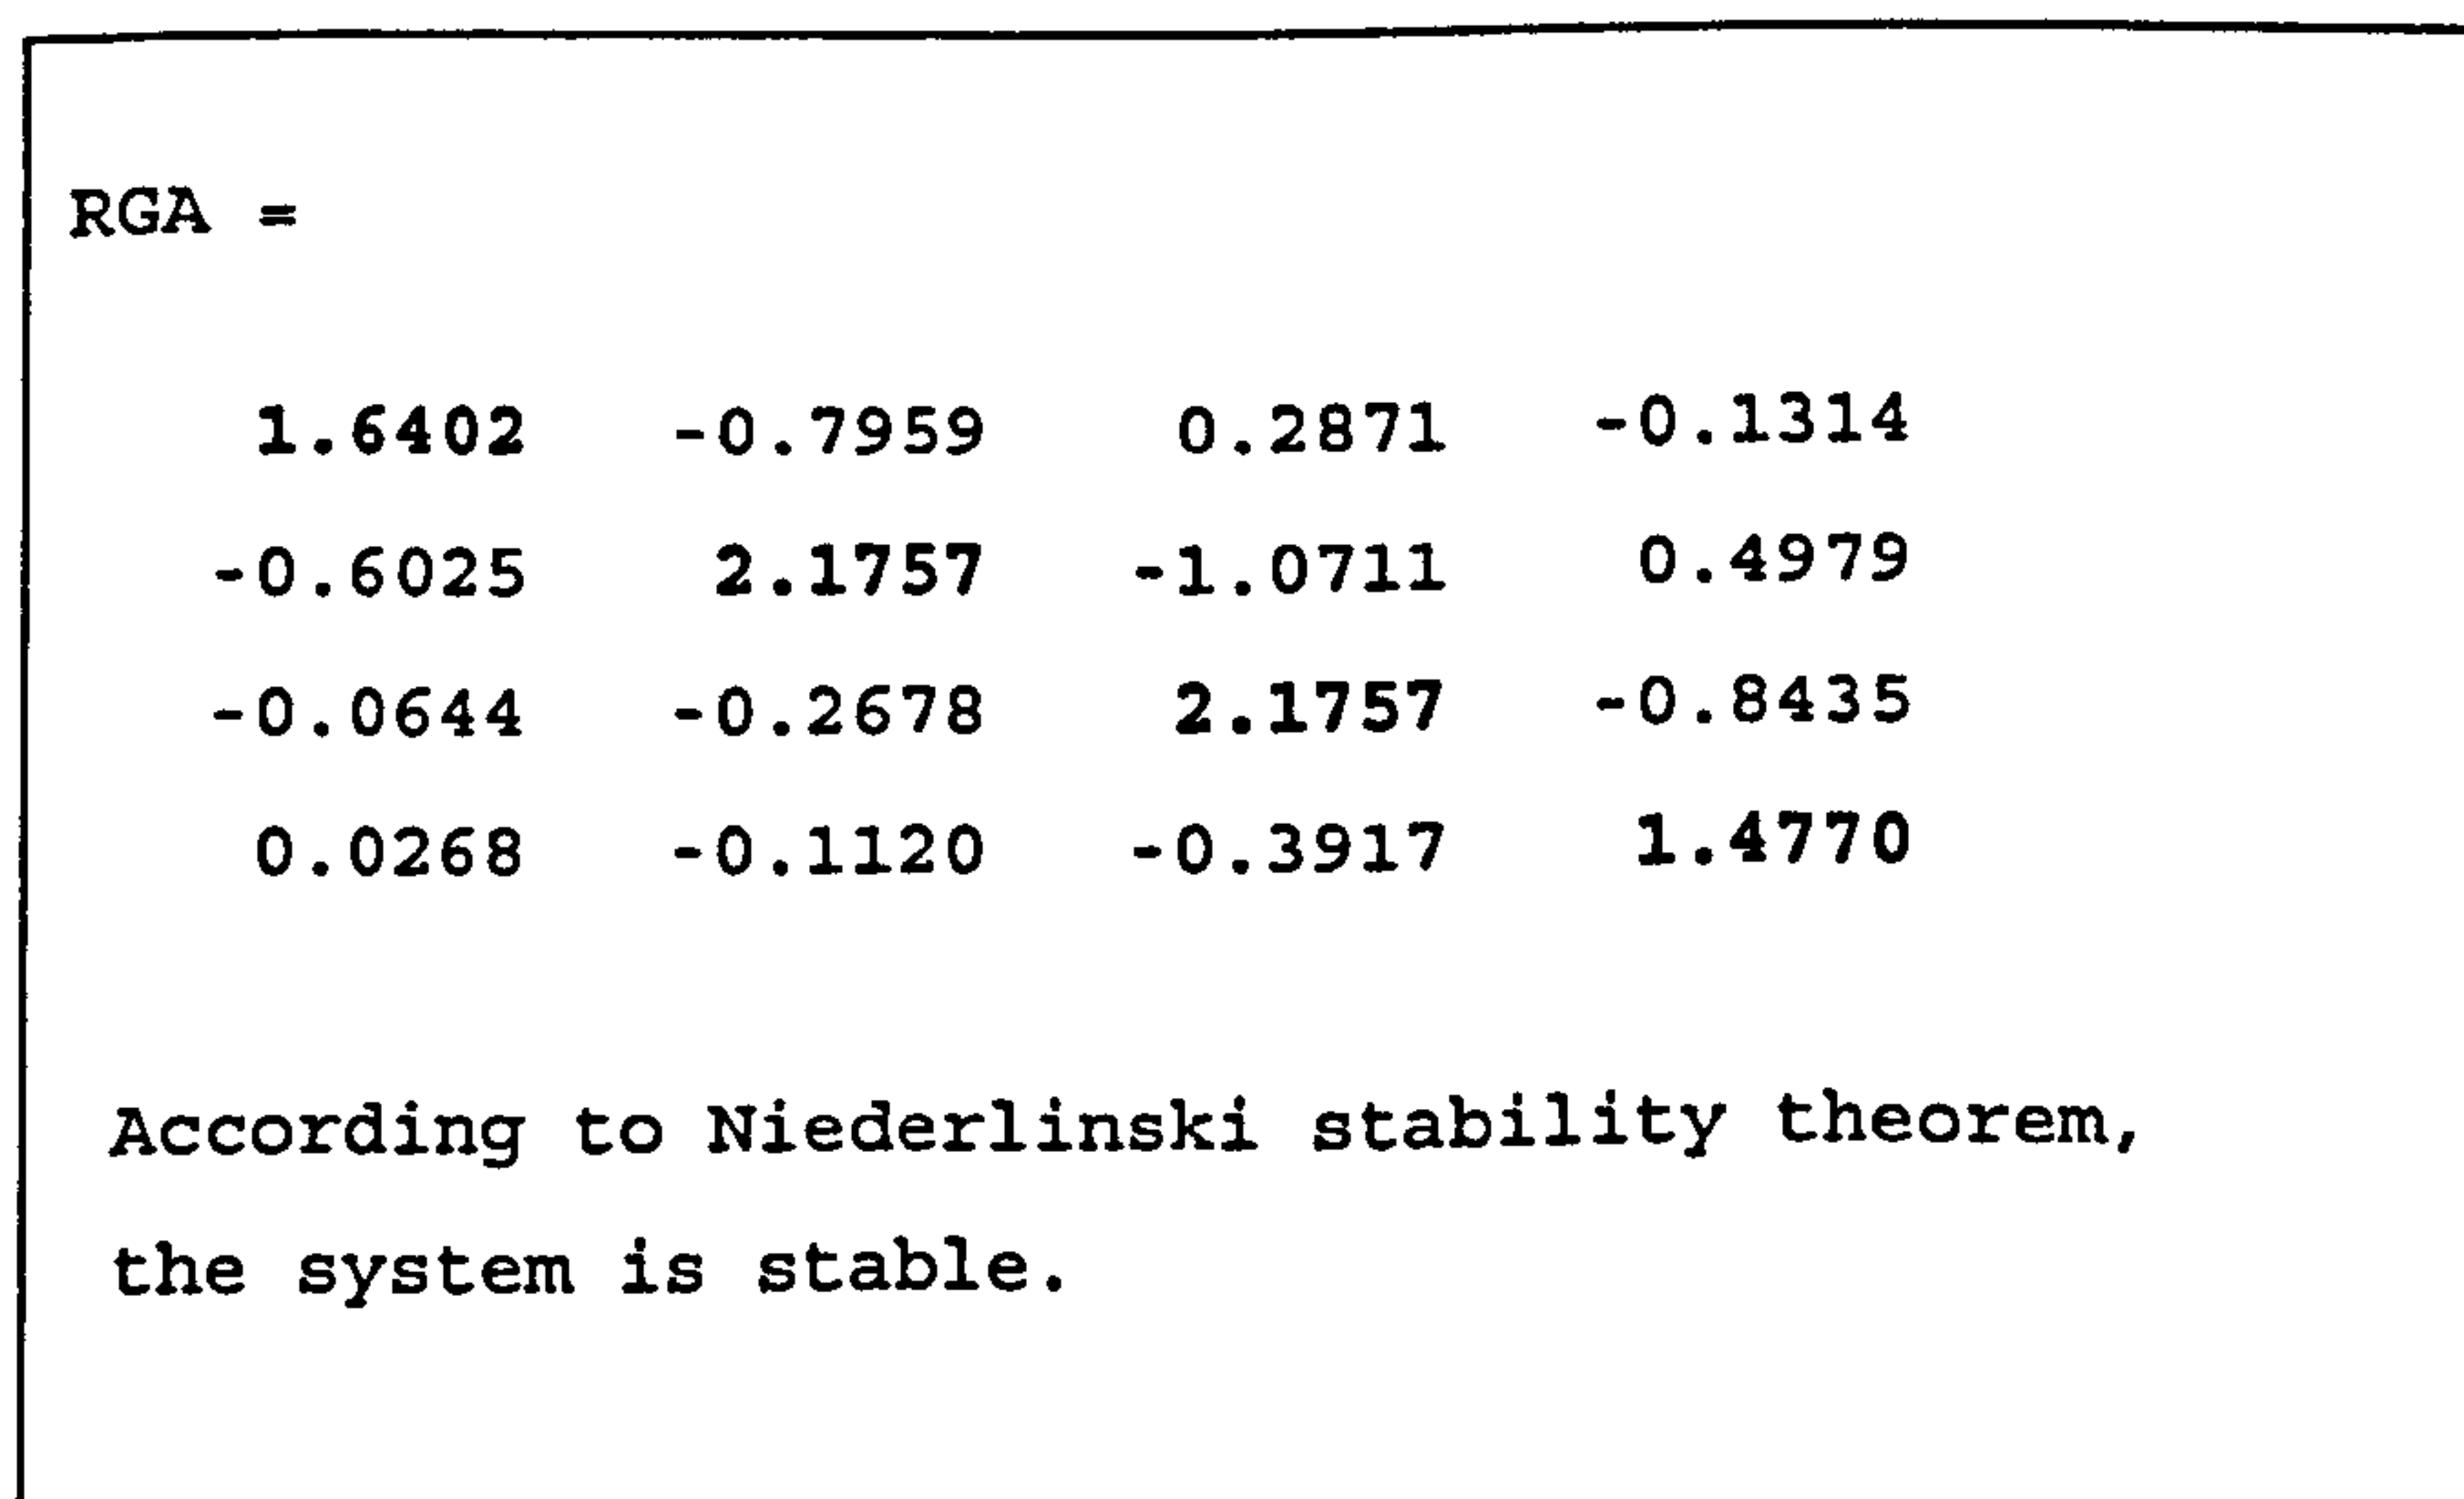 RGA =
1.6402 -0.7959 0.2871 -0.1314
-0.6025 2.1757 -1.0711 0.4979
-0.0644 -0.2678 2.1757 -0.8435
0.0268 -0.1120 -0.3917 1.4770
According to Niederlinski stability theorem,
the system is stable.